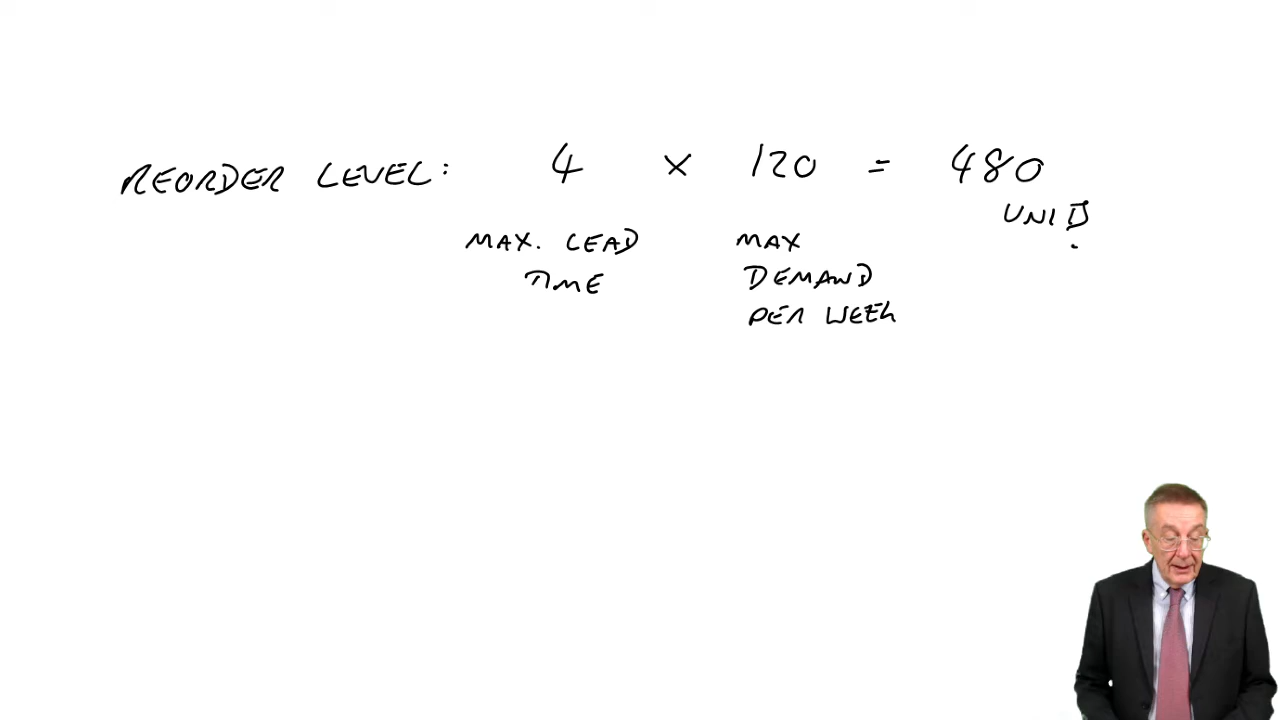 REORDER LEVEL: 4 × 120 = 480
UNITS
MAX. LEAD
TIME
MAX
DEMAND
PER WEEK